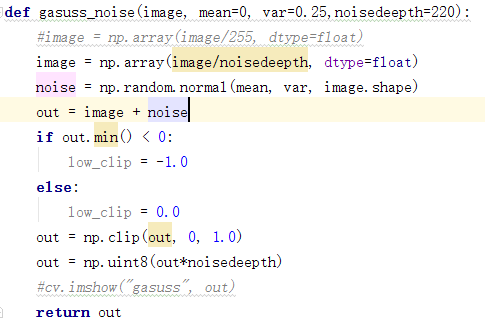 def gasuss_noise(image, mean=0, var=0.25,noisedeepth=220):
    #image = np.array(image/255, dtype=float)
    image = np.array(image/noisedeepth, dtype=float)
    noise = np.random.normal(mean, var, image.shape)
    out = image + noise
    if out.min() < 0:
        low_clip = -1.0
    else:
        low_clip = 0.0
    out = np.clip(out, 0, 1.0)
    out = np.uint8(out*noisedeepth)
    #cv.imshow("gasuss", out)
    return out